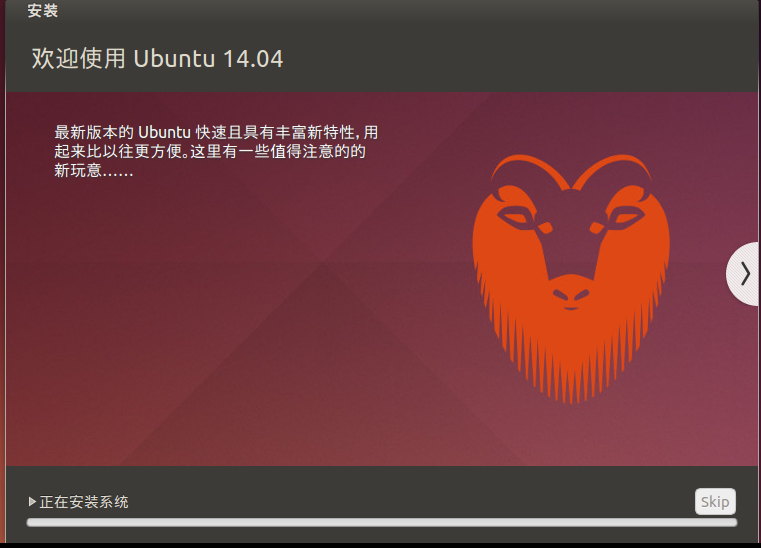 安装
欢迎使用 Ubuntu 14.04
最新版本的 Ubuntu 快速且具有丰富新特性，用
起来比以往更方便。这里有一些值得注意的的
新玩意……
正在安装系统
Skip